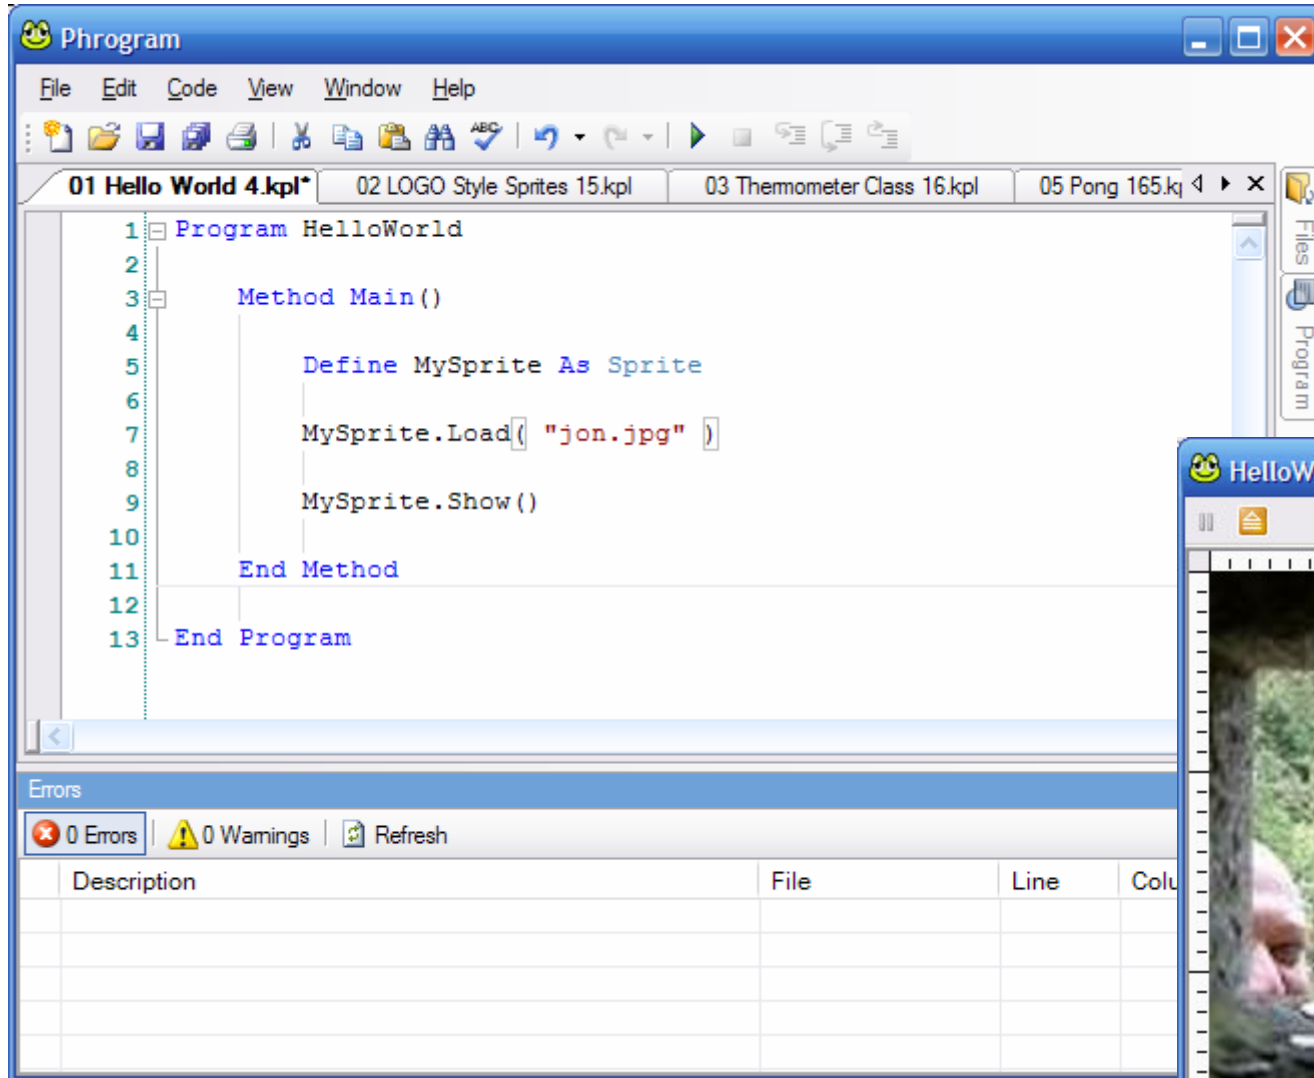 Phrogram
File Edit Code View Window Help
ABC
01 Hello World 4.kpl* 02 LOGO Style Sprites 15.kpl 03 Thermometer Class 16.kpl 05 Pong 165.k
Files
Program
1 Program HelloWorld
2
3 Method Main()
4
5 Define MySprite As Sprite
6
7 MySprite.Load( "jon.jpg" )
8
9 MySprite.Show()
10
11 End Method
12
13 End Program
HelloW
Errors
0 Errors 0 Warnings Refresh
Description File Line Colu